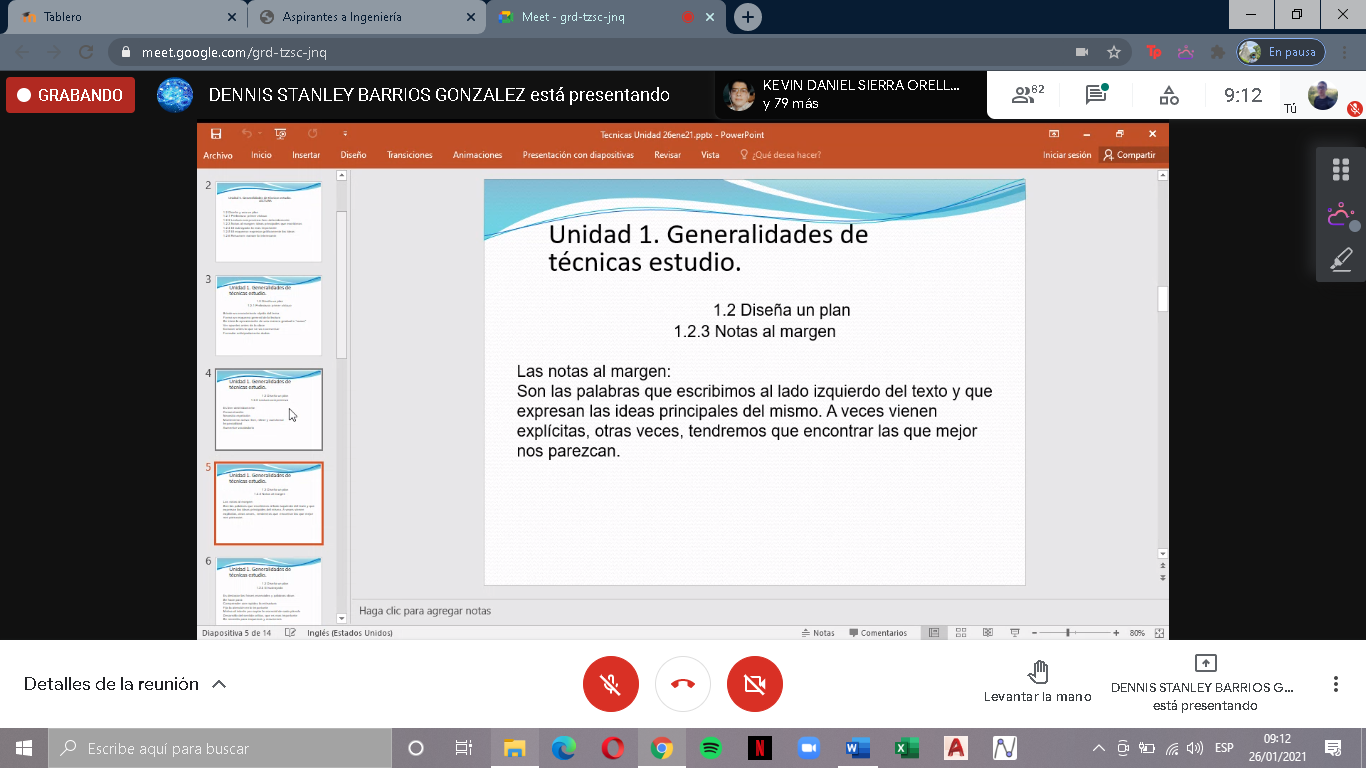 Tablero
Aspirantes a Ingeniería
Meet - grd-tzsc-jnq
meet.google.com/grd-tzsc-jnq
Tp
En pausa
GRABANDO
DENNIS STANLEY BARRIOS GONZALEZ está presentando
KEVIN DANIEL SIERRA ORELL...
y 79 más
62
9:12
Tú
Tecnicas Unidad 26ene21.pptx - PowerPoint
Archivo Inicio Insertar Diseño Transiciones Animaciones Presentación con diapositivas Revisar Vista ¿Qué desea hacer? Iniciar sesión Compartir
2
3
Unidad 1. Generalidades de
técnicas estudio.
4
Unidad 1. Generalidades de
técnicas estudio.
5
Unidad 1. Generalidades de
técnicas estudio.
6
Unidad 1. Generalidades de
técnicas estudio.
Unidad 1. Generalidades de
técnicas estudio.
1.2 Diseña un plan
1.2.3 Notas al margen
Las notas al margen:
Son las palabras que escribimos al lado izquierdo del texto y que
expresan las ideas principales del mismo. A veces vienen
explícitas, otras veces, tendremos que encontrar las que mejor
nos parezcan.
Haga clic para agregar notas
Diapositiva 5 de 14 Inglés (Estados Unidos) Notas Comentarios 80%
Detalles de la reunión
Levantar la mano
DENNIS STANLEY BARRIOS G...
está presentando
Escribe aquí para buscar
ESP
09:12
26/01/2021